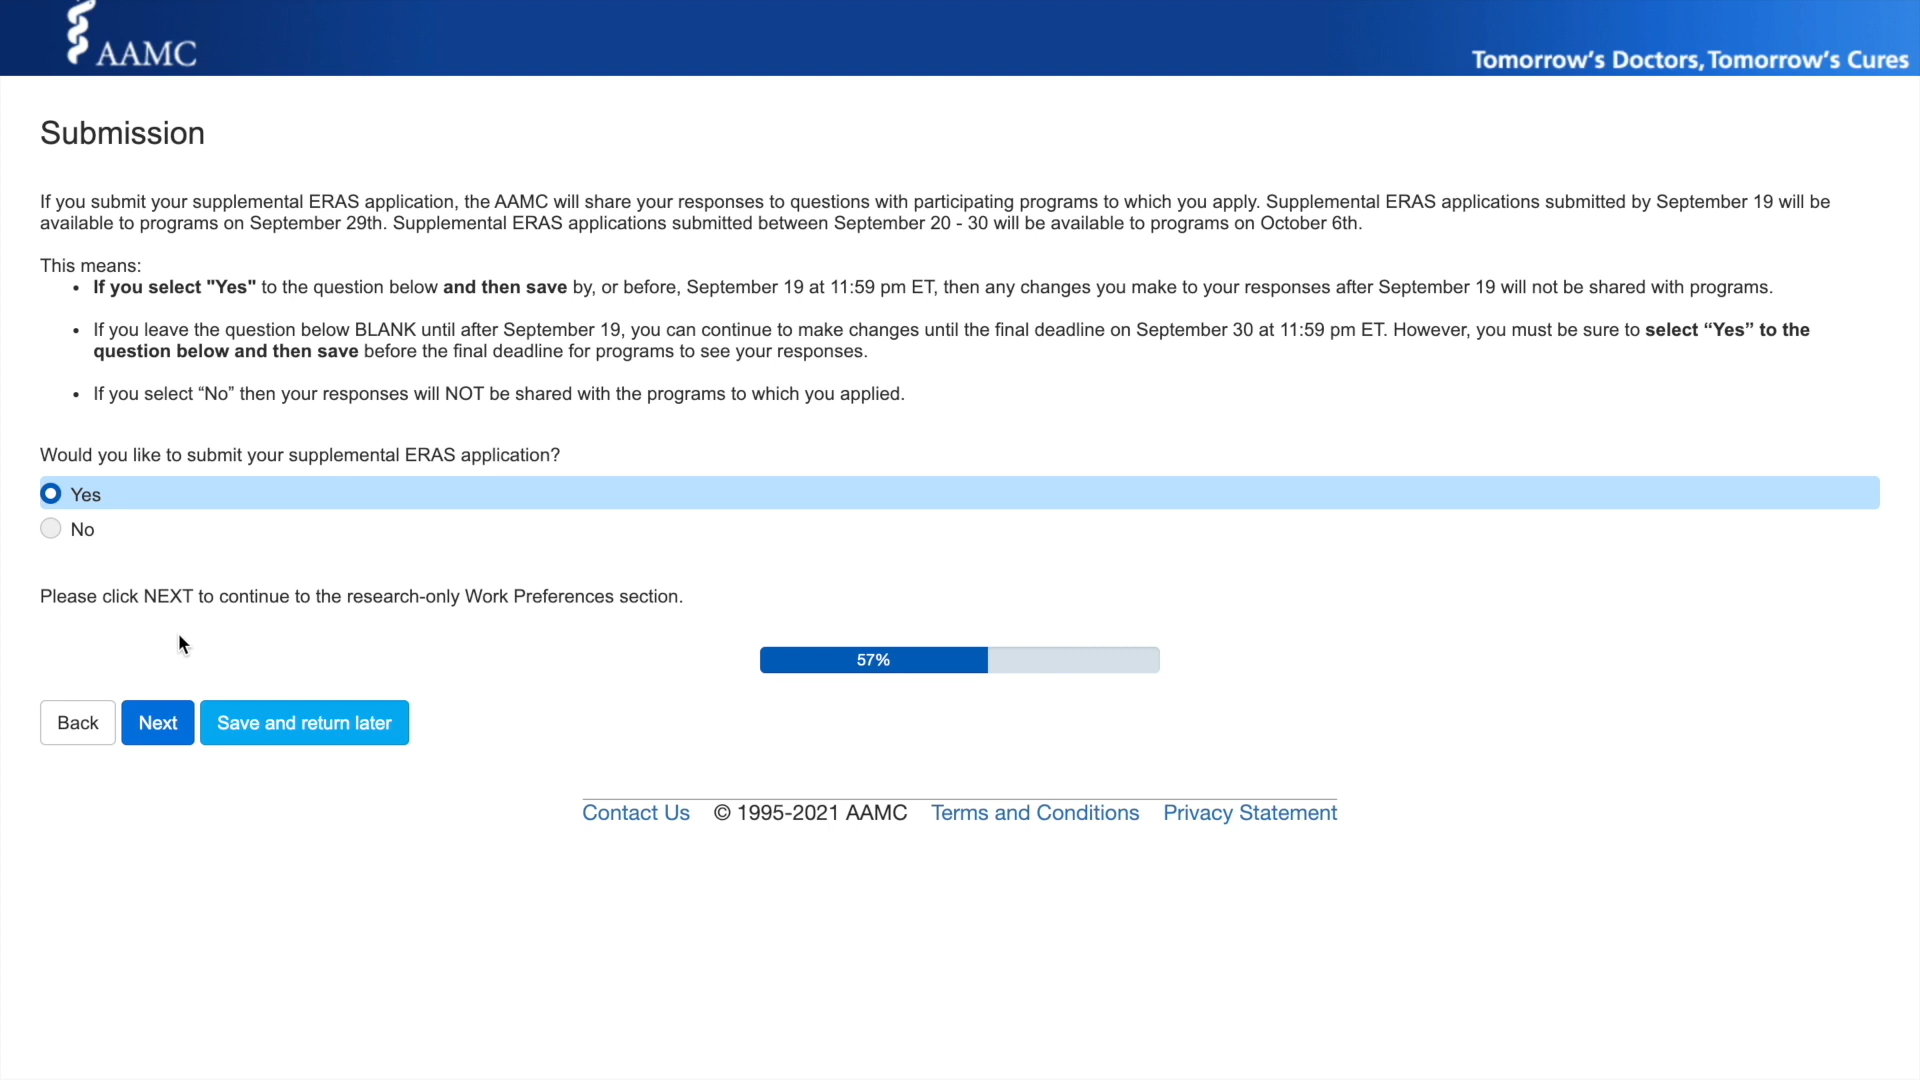 AAMC
Tomorrow's Doctors, Tomorrow's Cures
Submission
If you submit your supplemental ERAS application, the AAMC will share your responses to questions with participating programs to which you apply. Supplemental ERAS applications submitted by September 19 will be
available to programs on September 29th. Supplemental ERAS applications submitted between September 20 - 30 will be available to programs on October 6th.
This means:
• If you select "Yes" to the question below and then save by, or before, September 19 at 11:59 pm ET, then any changes you make to your responses after September 19 will not be shared with programs.
• If you leave the question below BLANK until after September 19, you can continue to make changes until the final deadline on September 30 at 11:59 pm ET. However, you must be sure to select “Yes” to the
question below and then save before the final deadline for programs to see your responses.
• If you select “No” then your responses will NOT be shared with the programs to which you applied.
Would you like to submit your supplemental ERAS application?
Yes
No
Please click NEXT to continue to the research-only Work Preferences section.
57%
Back Next Save and return later
Contact Us © 1995-2021 AAMC Terms and Conditions Privacy Statement